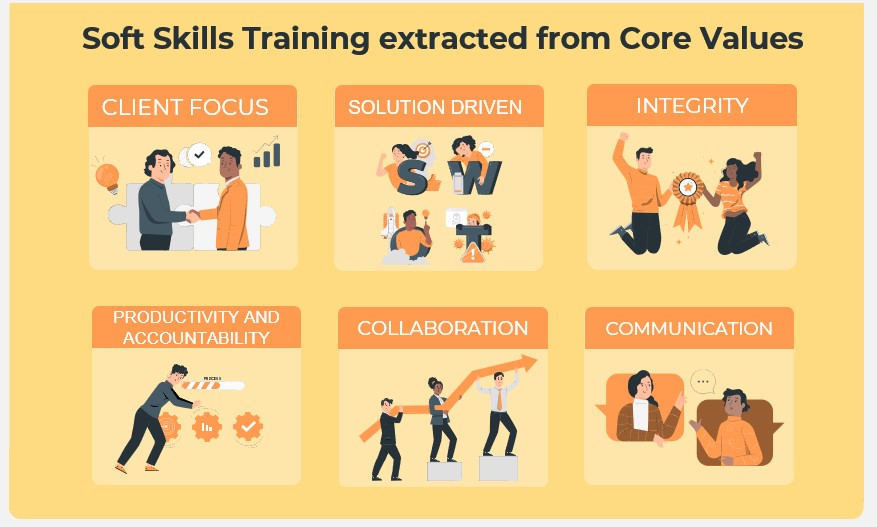 Soft Skills Training extracted from Core Values
CLIENT FOCUS
SOLUTION DRIVEN
INTEGRITY
S W
T
PRODUCTIVITY AND
ACCOUNTABILITY
COLLABORATION
COMMUNICATION
PROCESS